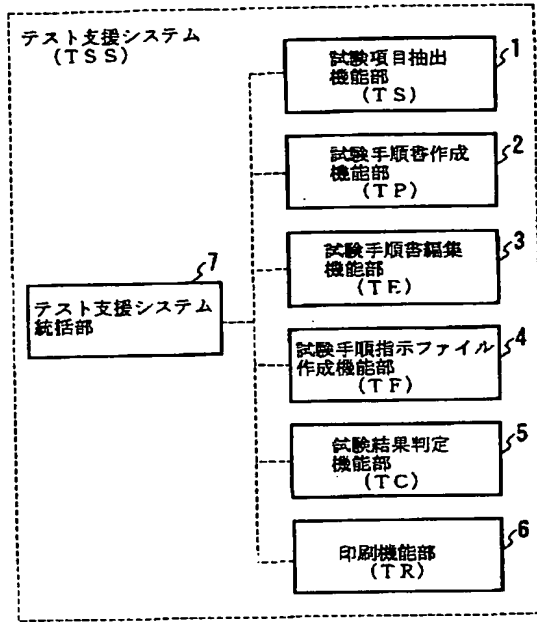 テスト支援システム
(TSS)
試験項目抽出
機能部
(TS)
1
試験手順書作成
機能部
(TP)
2
試験手順書編集
機能部
(TE)
3
7
テスト支援システム
統括部
試験手順指示ファイル
作成機能部
(TF)
4
試験結果判定
機能部
(TC)
5
印刷機能部
(TR)
6